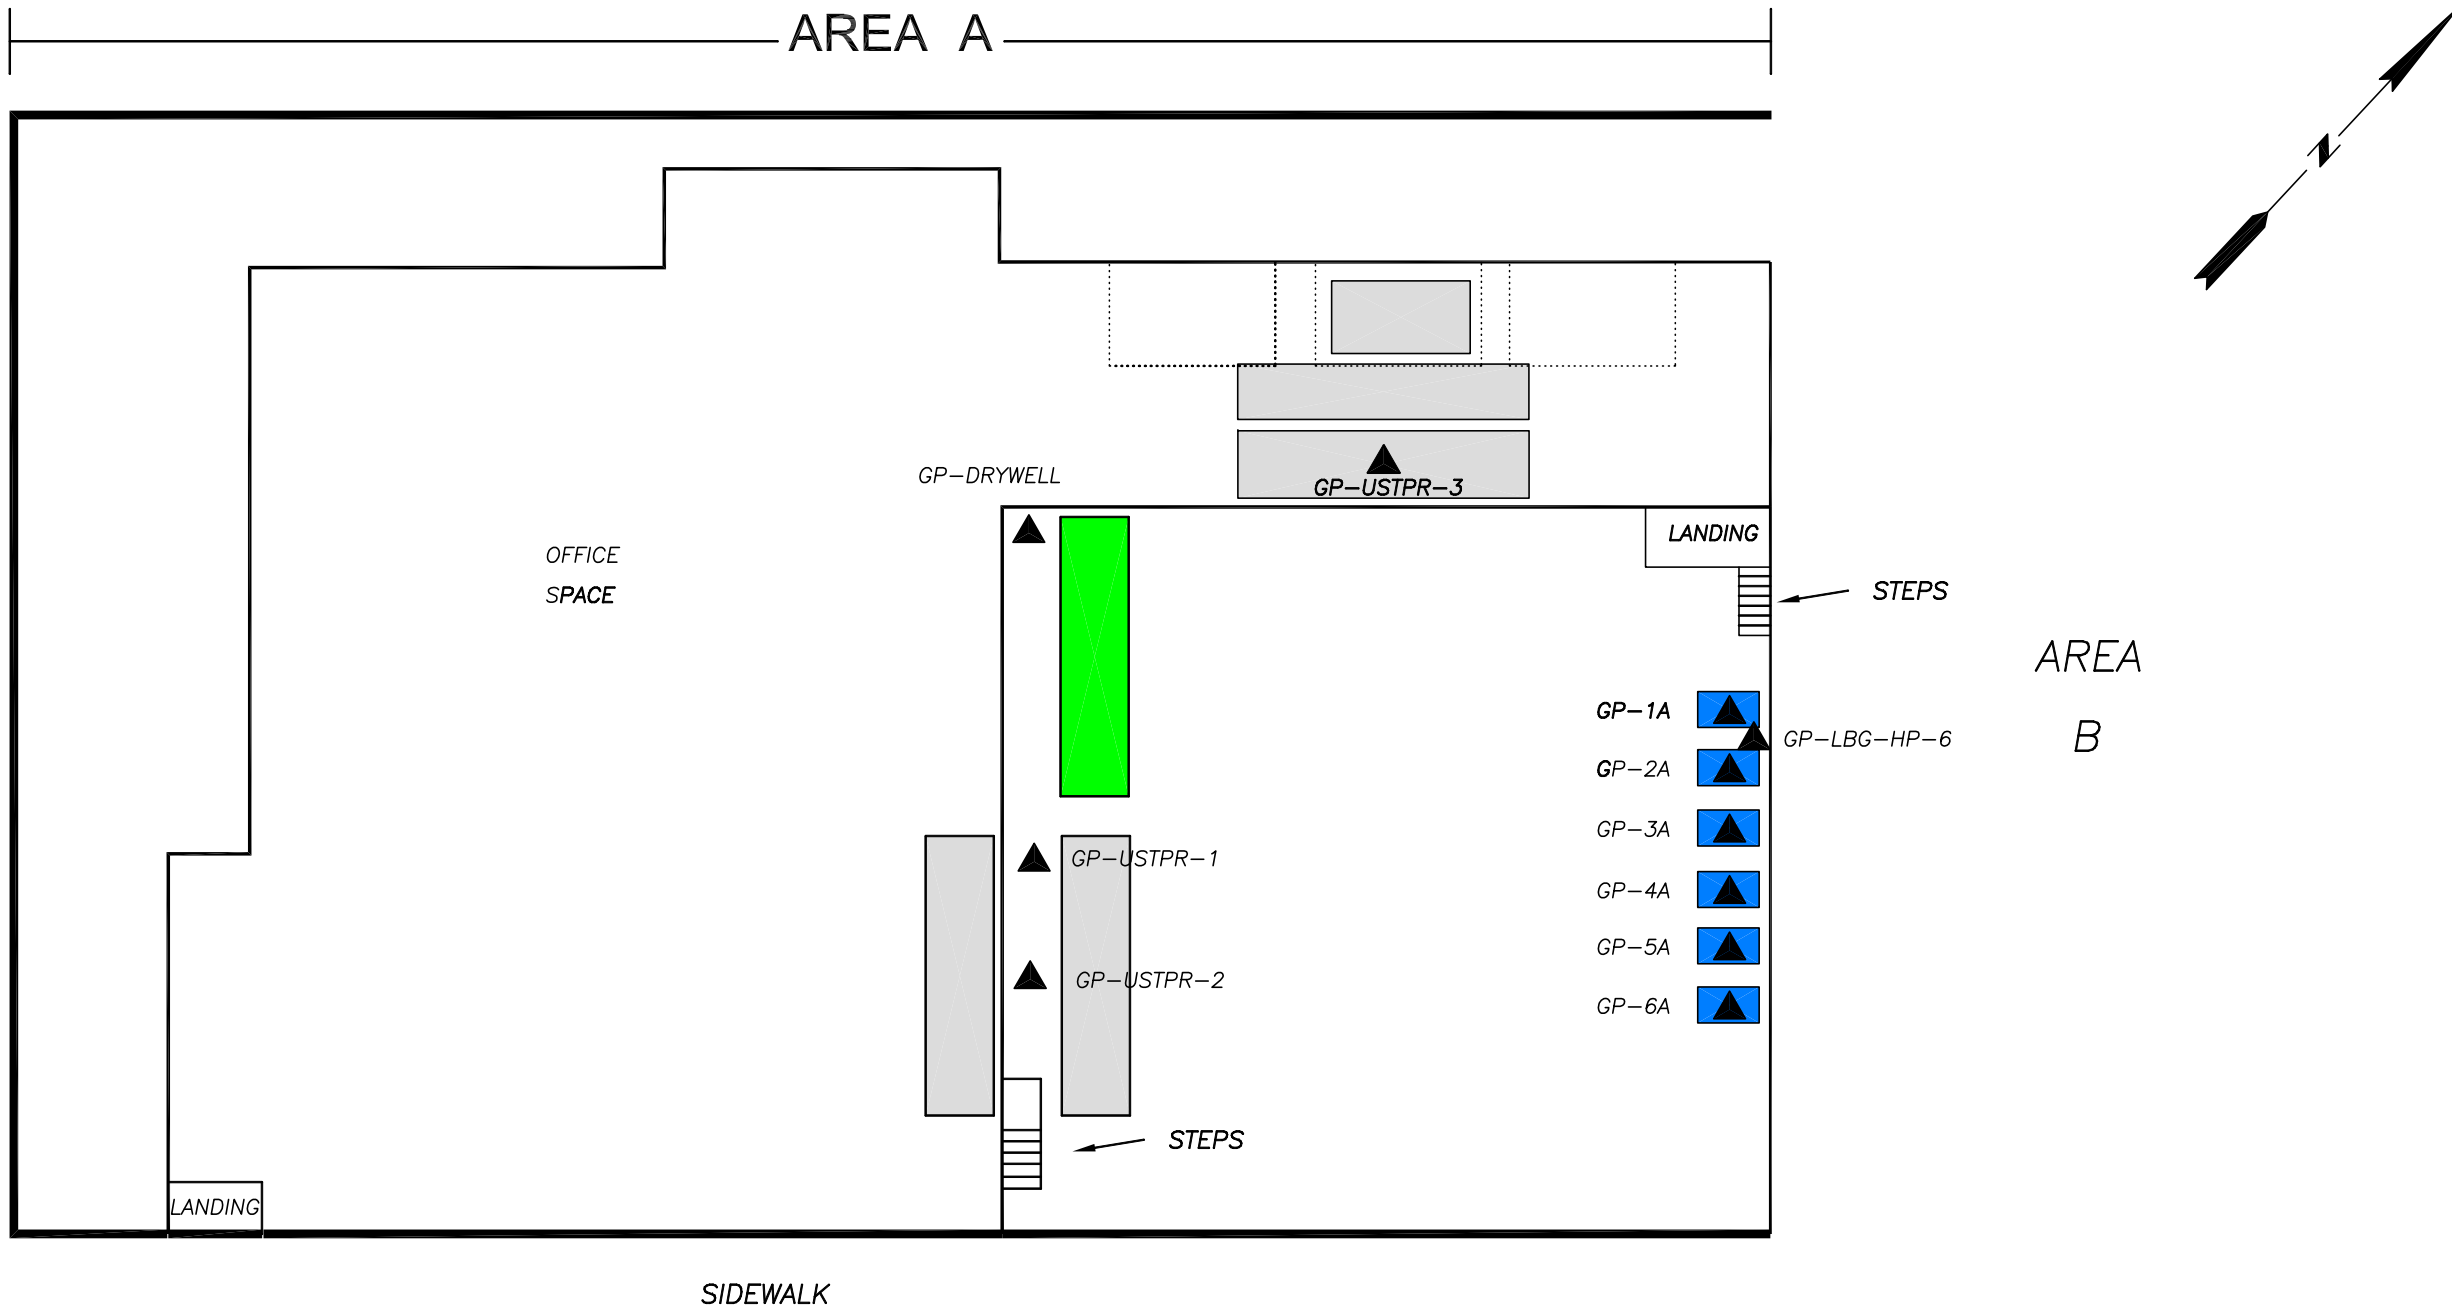 AREA A
N
GP-DRYWELL
GP-USTPR-3
OFFICE
SPACE
LANDING
STEPS
AREA
B
GP-1A
GP-LBG-HP-6
GP-2A
GP-3A
GP-USTPR-1
GP-4A
GP-5A
GP-USTPR-2
GP-6A
STEPS
LANDING
SIDEWALK